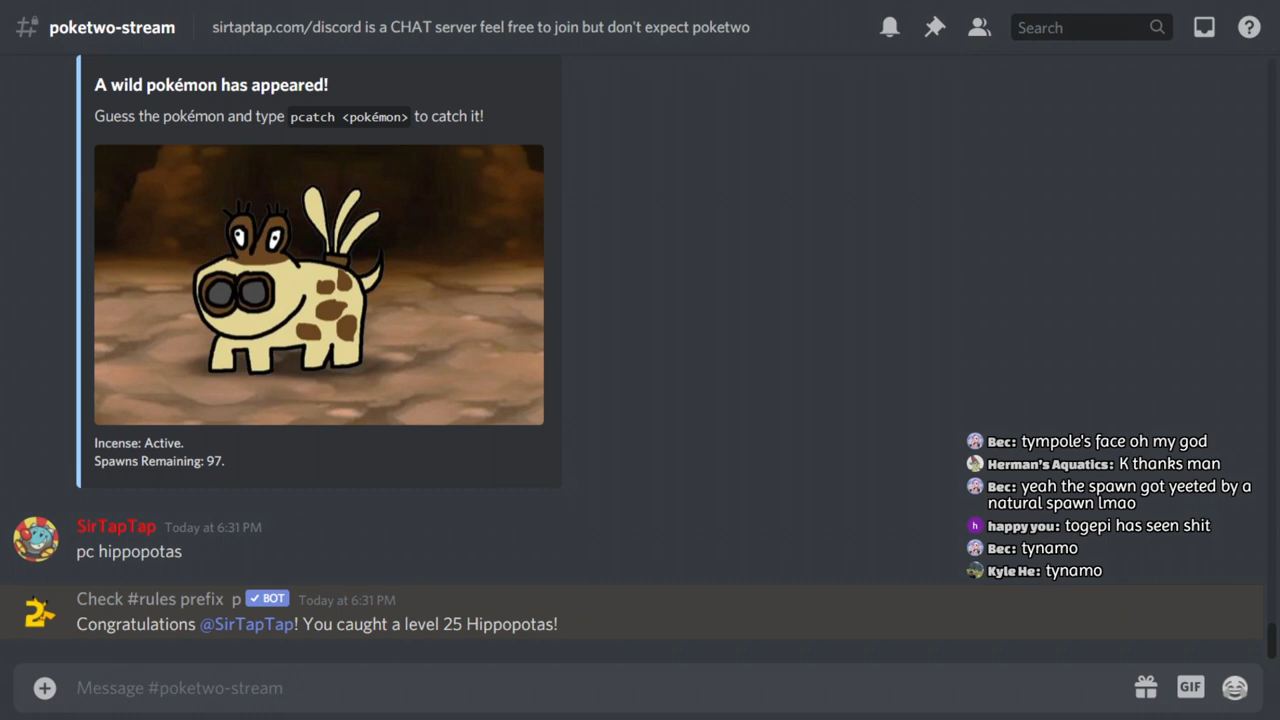 poketwo-stream
sirtaptap.com/discord is a CHAT server feel free to join but don't expect poketwo
Search
A wild pokémon has appeared!
Guess the pokémon and type pcatch <pokémon> to catch it!
Incense: Active.
Spawns Remaining: 97.
SirTapTap Today at 6:31 PM
pc hippopotas
Check #rules prefix p BOT Today at 6:31 PM
Congratulations @SirTapTap! You caught a level 25 Hippopotas!
Message #poketwo-stream
GIF
Bec: tympole's face oh my god
Herman's Aquatics: K thanks man
Bec: yeah the spawn got yeeted by a
natural spawn lmao
h happy you: togepi has seen shit
Bec: tynamo
Kyle He: tynamo